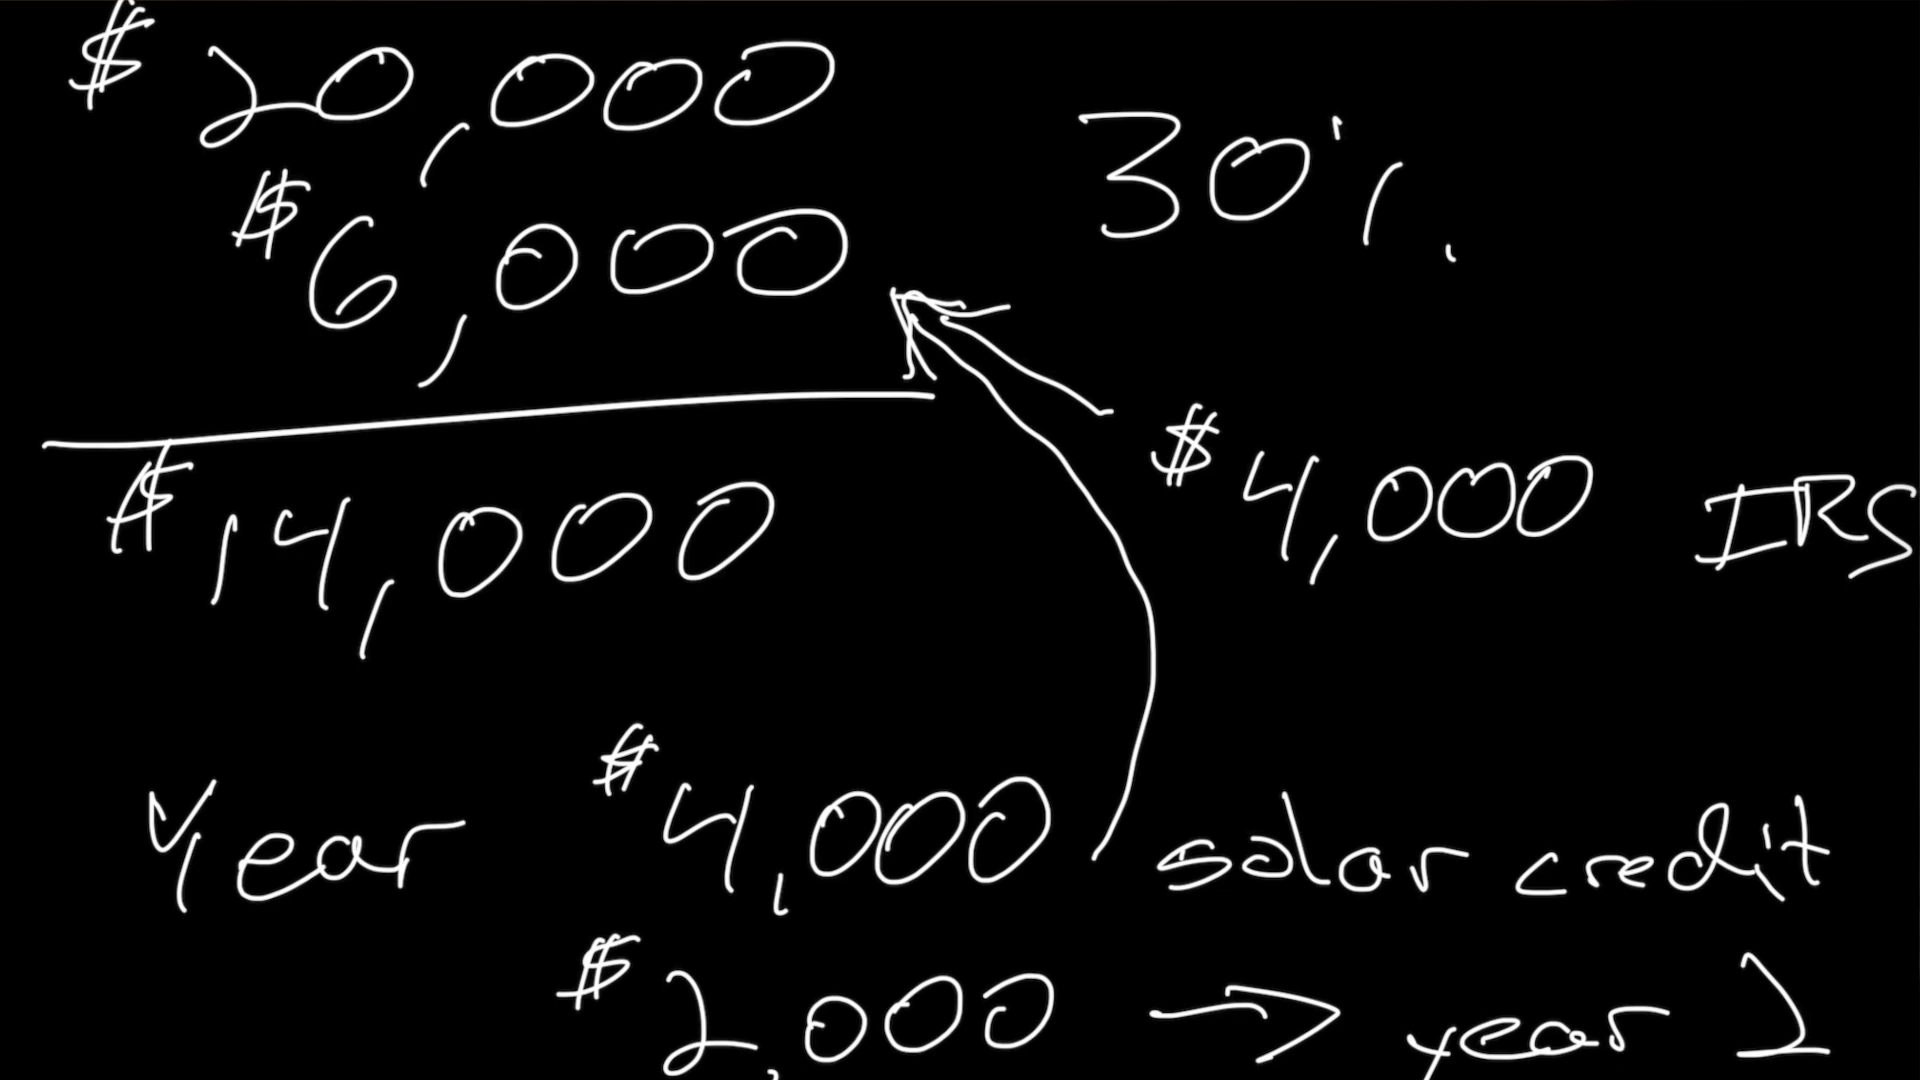 $ 20,000
30%
$6,000
$14,000
$4,000 IRS
Year $4,000 solar credit
$2,000 → year 2